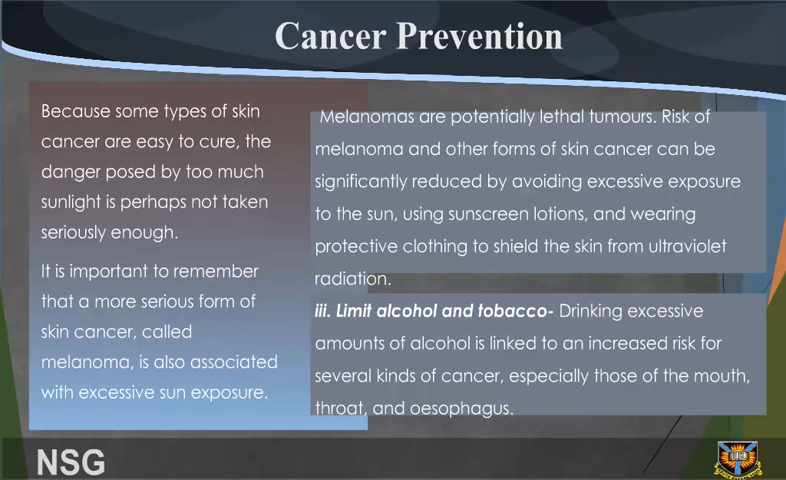 Cancer Prevention
Because some types of skin
cancer are easy to cure, the
danger posed by too much
sunlight is perhaps not taken
seriously enough.
It is important to remember
that a more serious form of
skin cancer, called
melanoma, is also associated
with excessive sun exposure.
Melanomas are potentially lethal tumours. Risk of
melanoma and other forms of skin cancer can be
significantly reduced by avoiding excessive exposure
to the sun, using sunscreen lotions, and wearing
protective clothing to shield the skin from ultraviolet
radiation.
iii. Limit alcohol and tobacco- Drinking excessive
amounts of alcohol is linked to an increased risk for
several kinds of cancer, especially those of the mouth,
throat, and oesophagus.
NSG